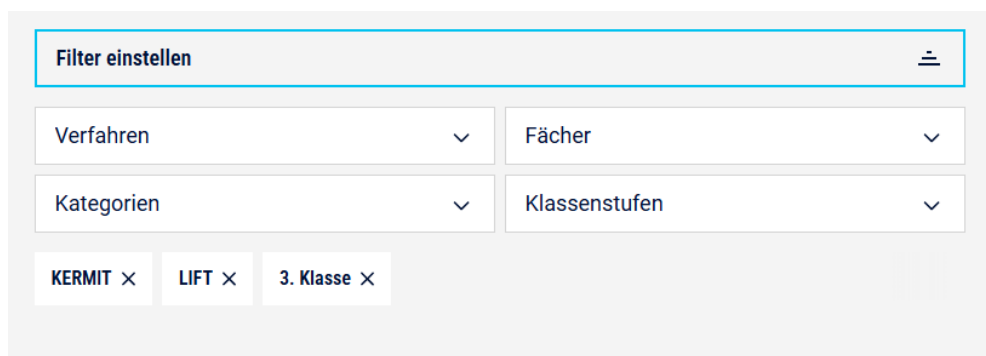 Filter einstellen
Verfahren
Fächer
Kategorien
Klassenstufen
KERMIT
LIFT
3. Klasse